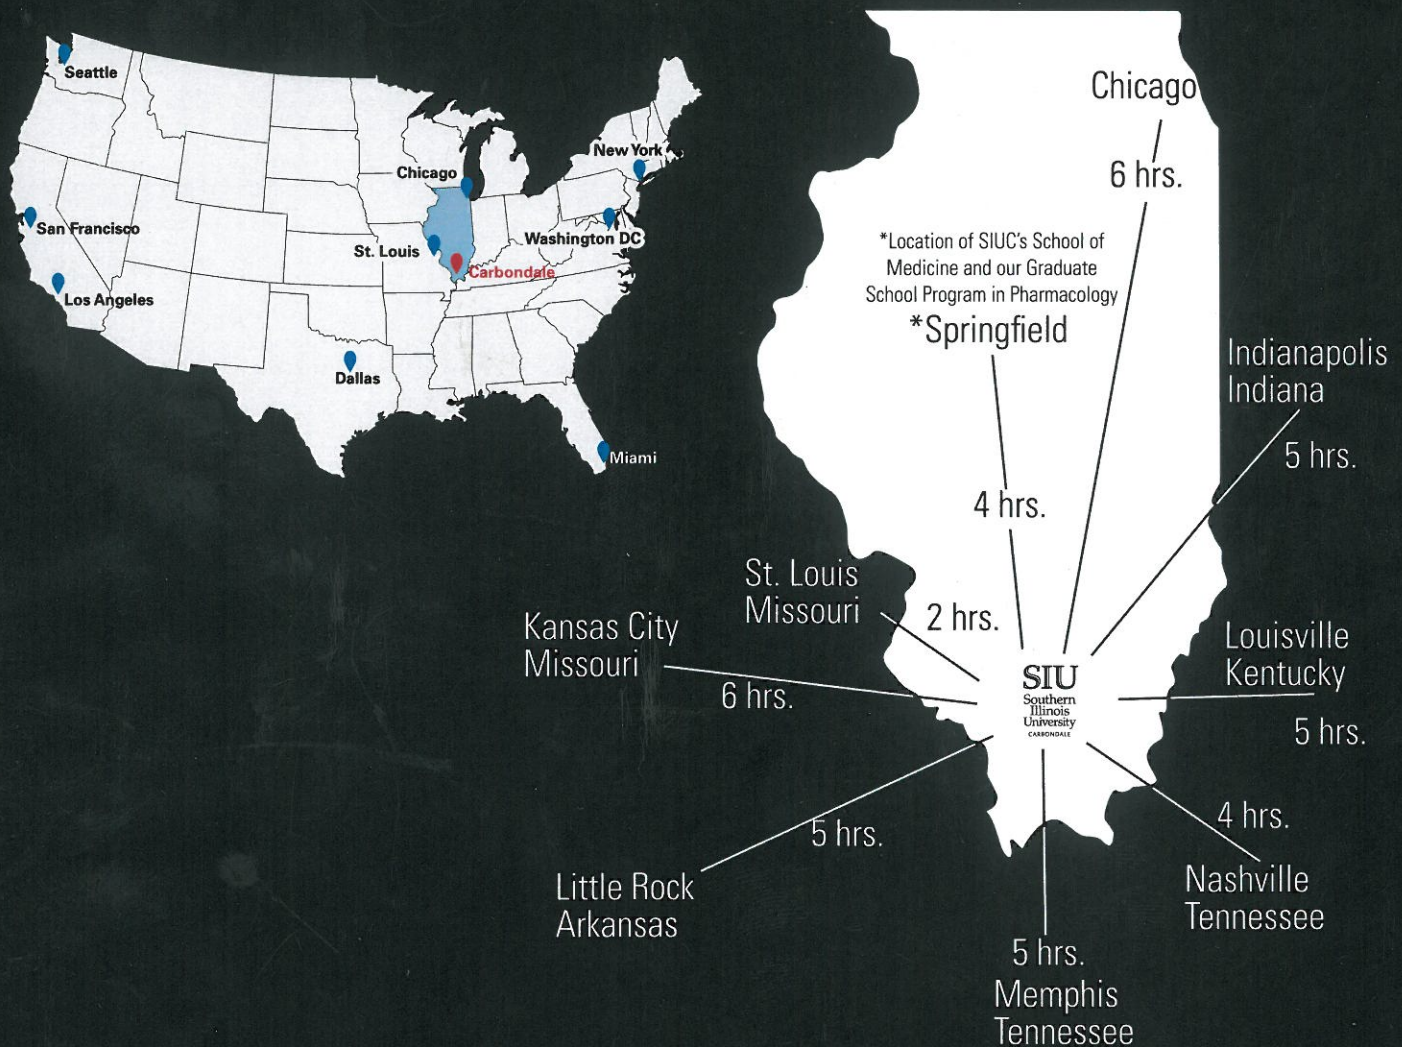 Seattle
New York
Chicago
San Francisco
Washington DC
St. Louis
Carbondale
Los Angeles
Dallas
Miami
Chicago
6 hrs.
*Location of SIUC's School of
Medicine and our Graduate
School Program in Pharmacology
*Springfield
Indianapolis
Indiana
5 hrs.
4 hrs.
St. Louis
Missouri
2 hrs.
Kansas City
Missouri
6 hrs.
Louisville
Kentucky
5 hrs.
SIU
Southern
Illinois
University
CARBONDALE
4 hrs.
Nashville
Tennessee
5 hrs.
Little Rock
Arkansas
5 hrs.
Memphis
Tennessee